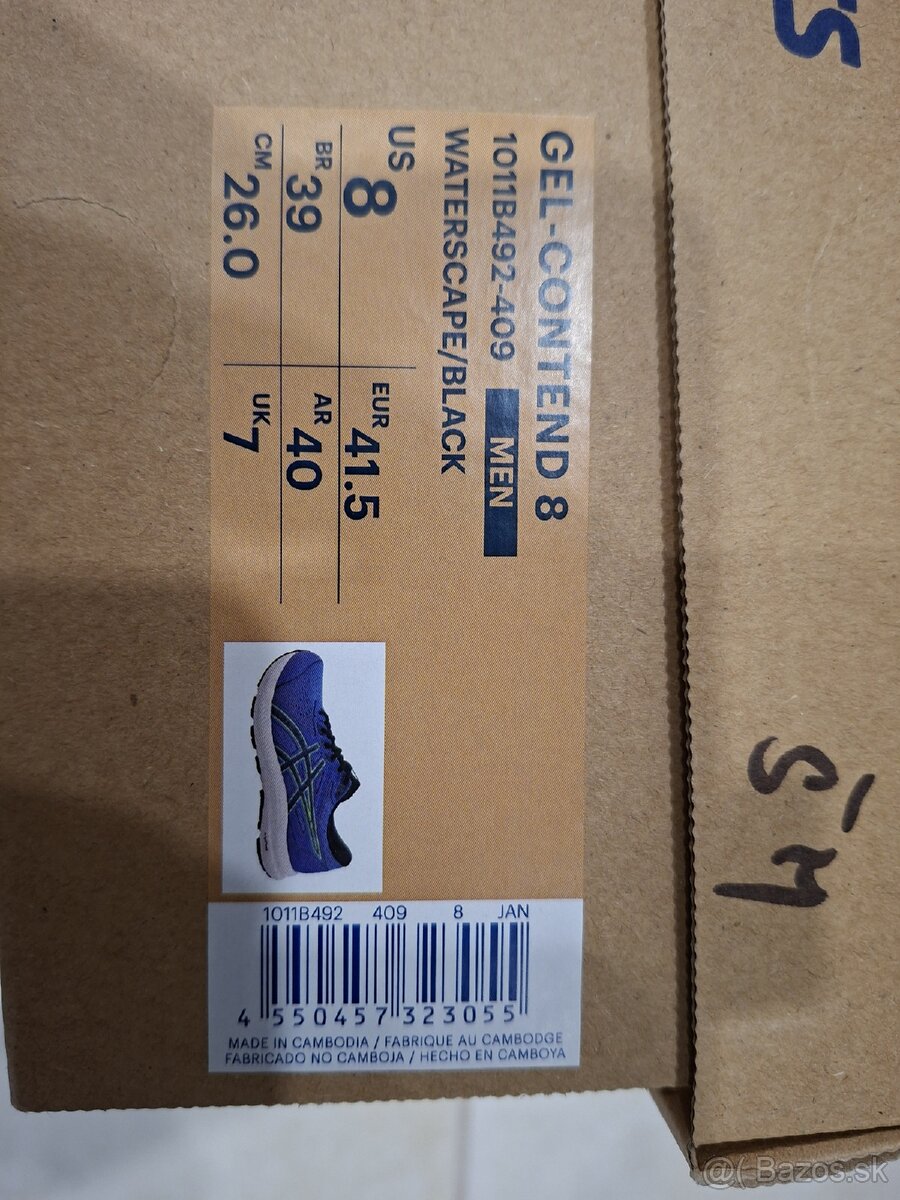 GEL-CONTEND 8
1011B492-409 MEN
WATERSCAPE/BLACK
US 8 EUR 41.5
BR 39 AR 40
CM 26.0 UK 7
1011B492 409 8 JAN
4 550457 323055
MADE IN CAMBODIA / FABRIQUE AU CAMBODGE
FABRICADO NO CAMBOJA / HECHO EN CAMBOYA
@( Bazos.sk